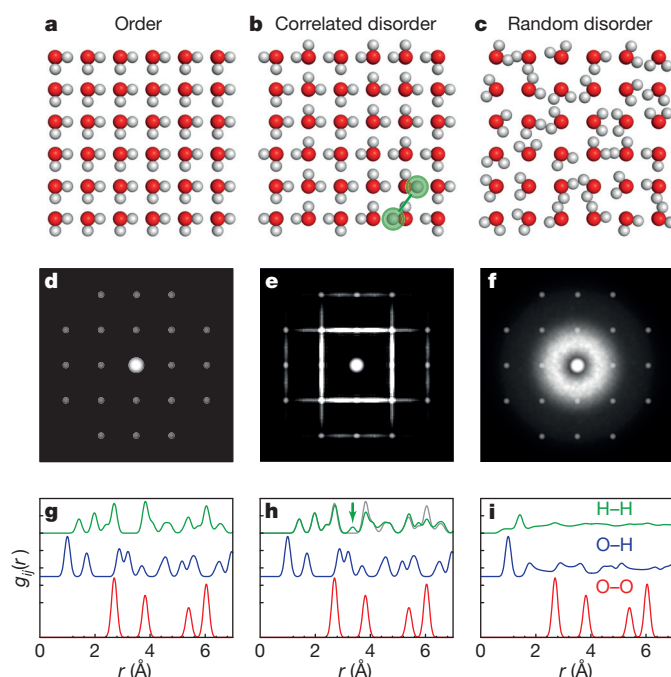 a Order
b Correlated disorder
c Random disorder
d
e
f
g
h
i
H–H
O–H
O–O
g_ij(r)
0 2 4 6
0 2 4 6
0 2 4 6
r (Å)
r (Å)
r (Å)